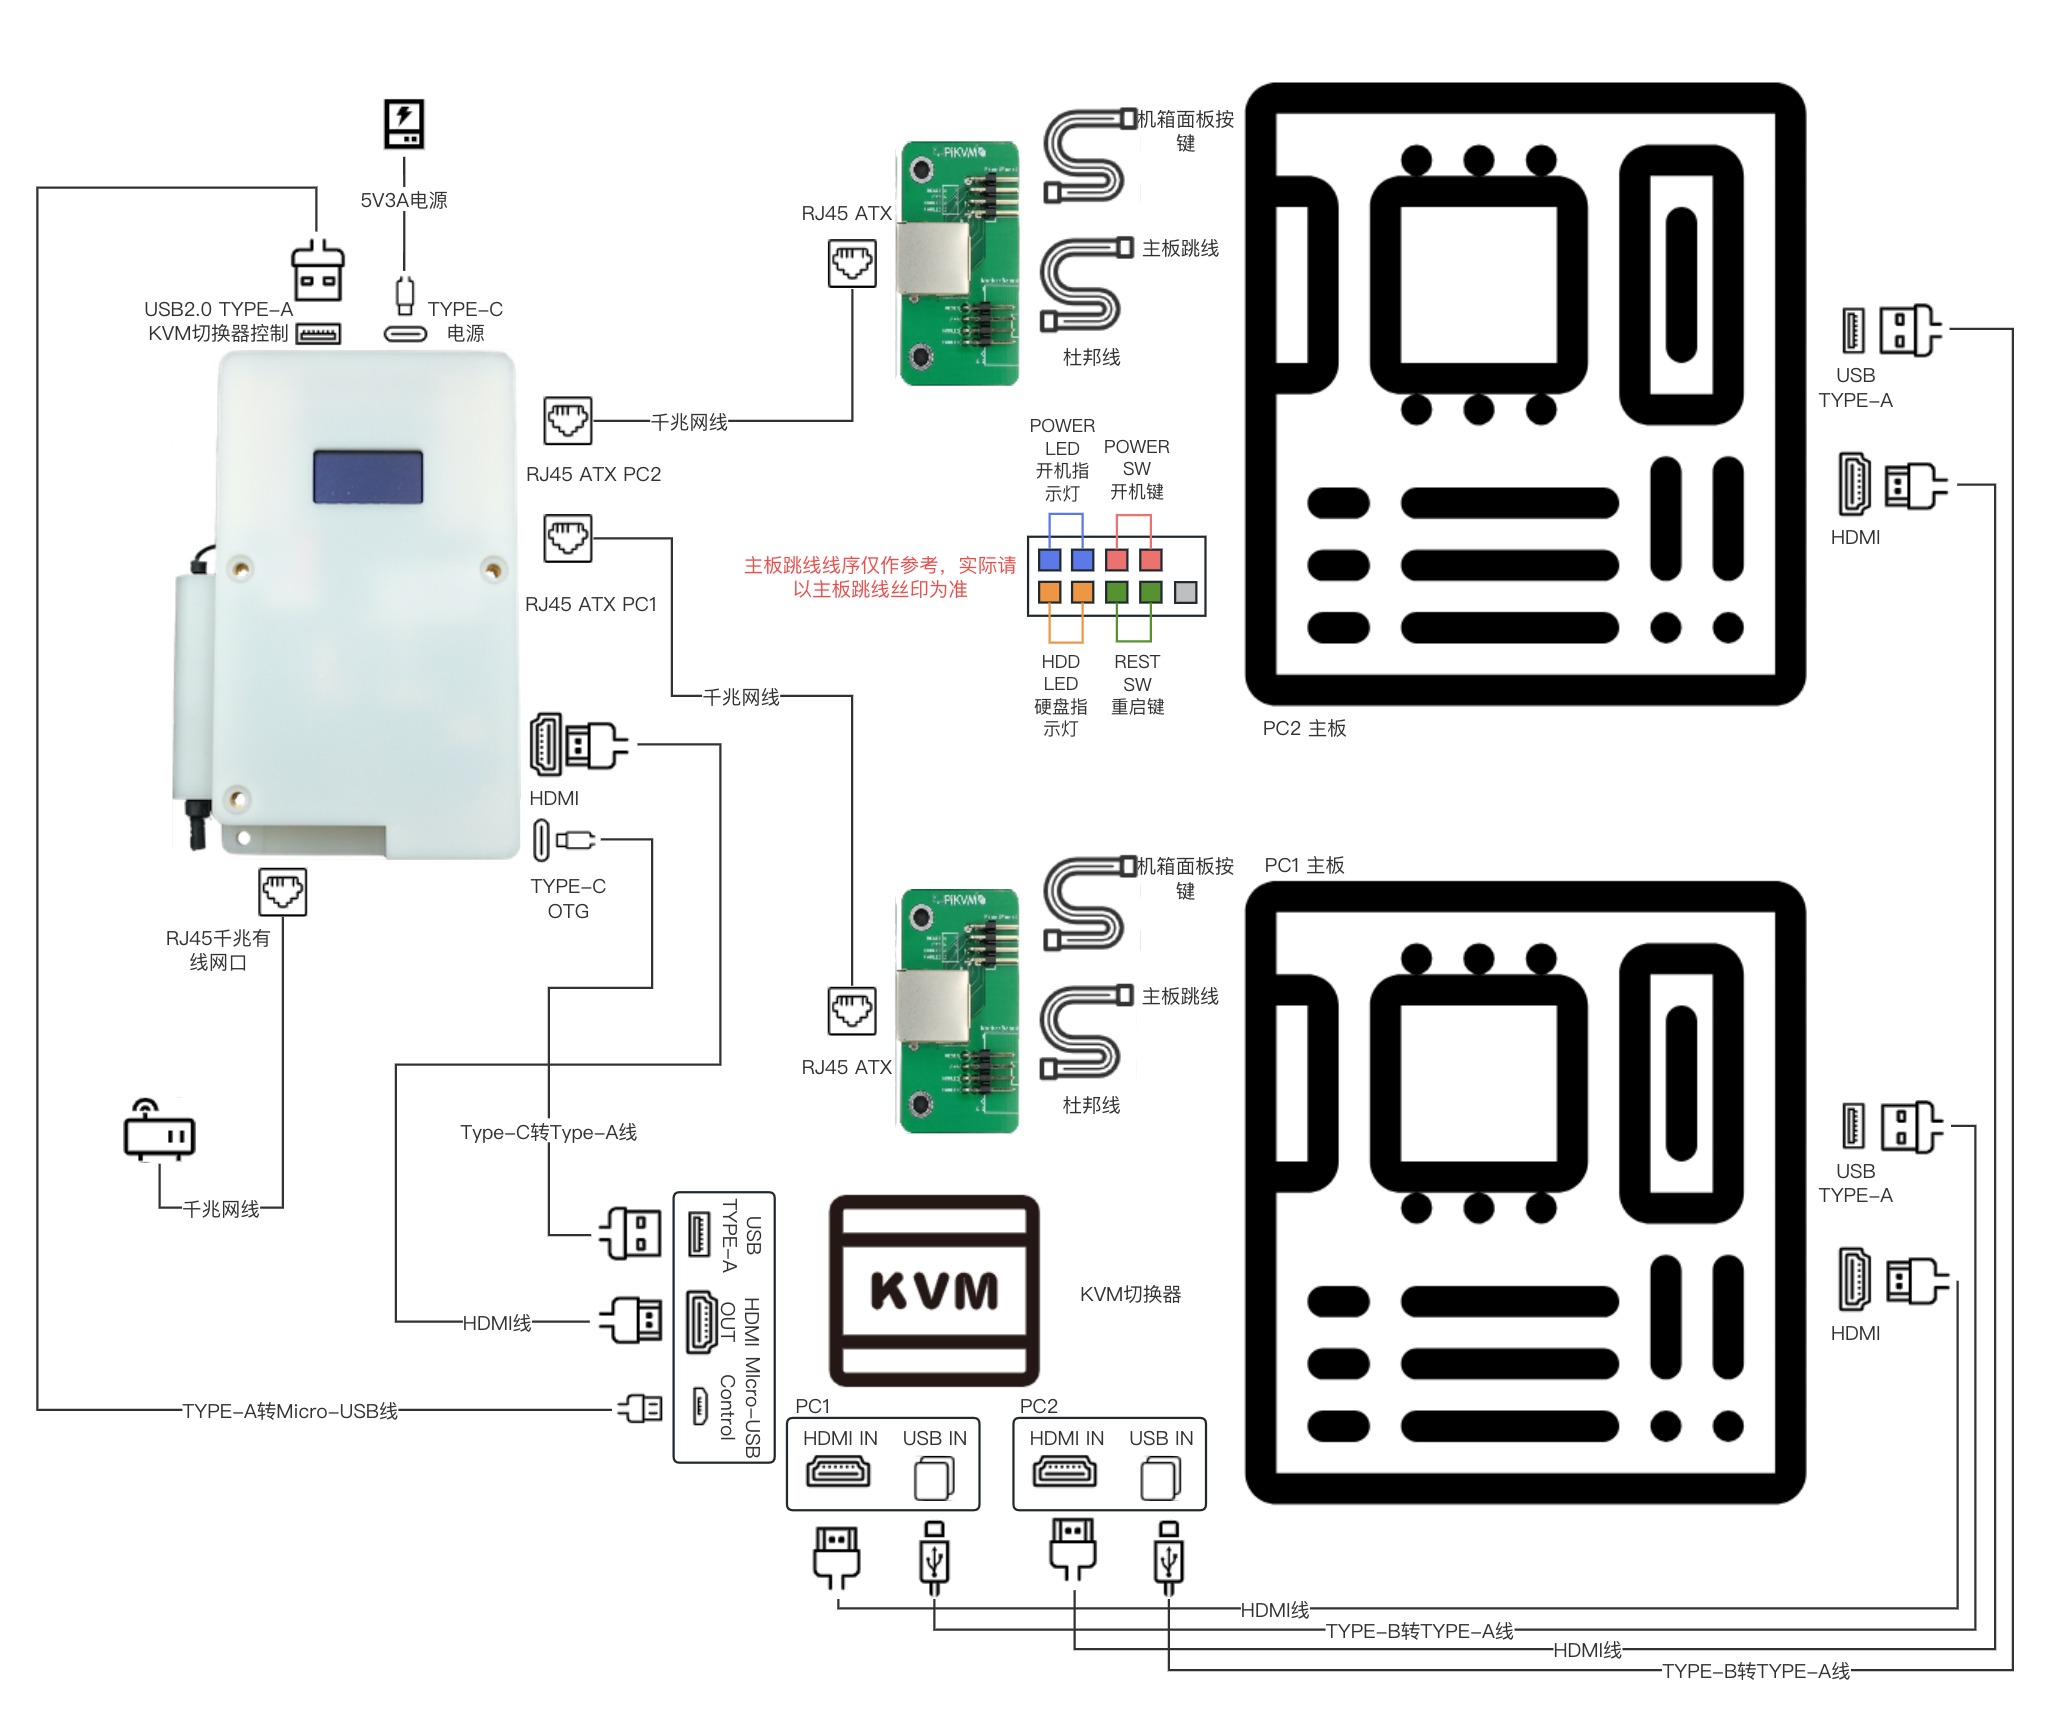 5V3A电源
USB2.0 TYPE-A
KVM切换器控制
TYPE-C
电源
RJ45 ATX PC2
RJ45 ATX PC1
HDMI
TYPE-C
OTG
RJ45千兆有
线网口
千兆网线
千兆网线
千兆网线
RJ45 ATX
PiKVM
机箱面板按
键
主板跳线
杜邦线
POWER
LED
开机指
示灯
POWER
SW
开机键
主板跳线线序仅作参考，实际请
以主板跳线丝印为准
HDD
LED
硬盘指
示灯
REST
SW
重启键
PC2 主板
USB
TYPE-A
HDMI
RJ45 ATX
PiKVM
机箱面板按
键
主板跳线
杜邦线
PC1 主板
USB
TYPE-A
HDMI
Type-C转Type-A线
HDMI线
TYPE-A转Micro-USB线
USB
TYPE-A
HDMI
OUT
MIcro-USB
Control
KVM
KVM切换器
PC1
HDMI IN
USB IN
PC2
HDMI IN
USB IN
HDMI线
TYPE-B转TYPE-A线
HDMI线
TYPE-B转TYPE-A线